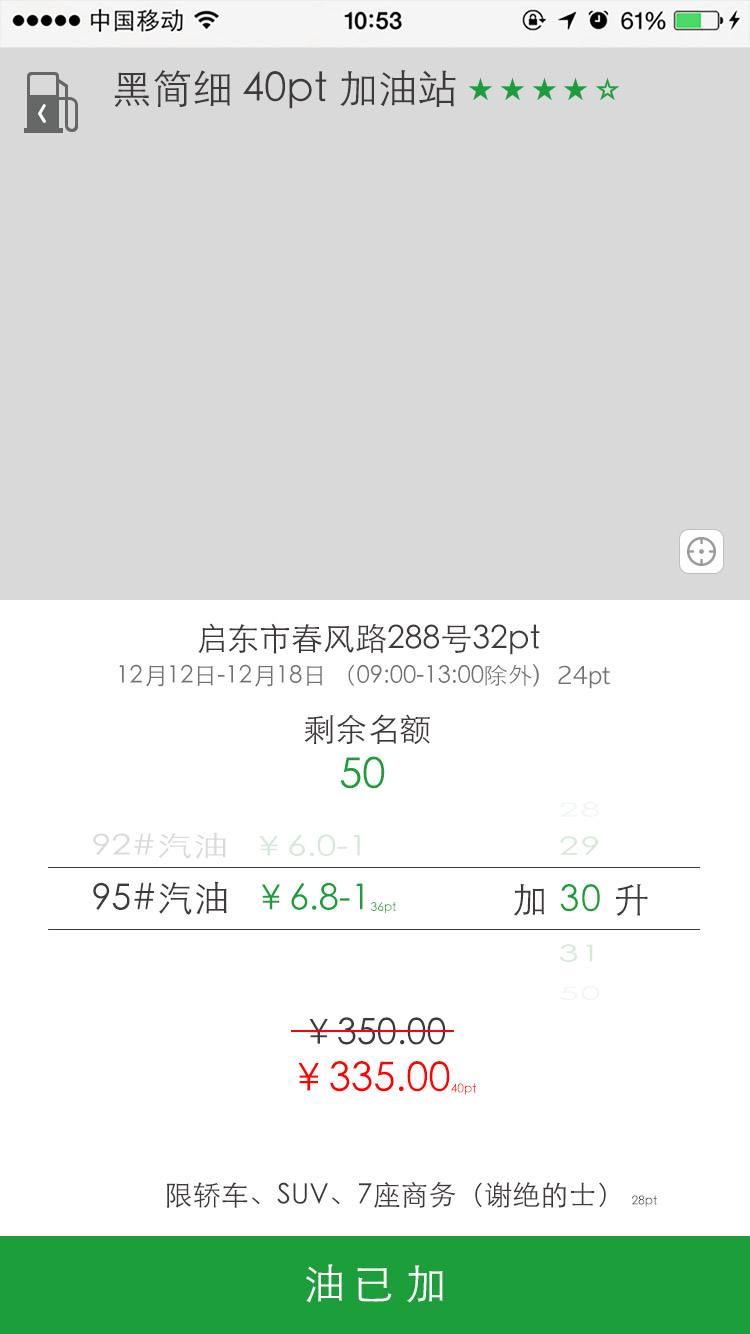 中国移动 10:53 61%
黑简细 40pt 加油站 ★★★★☆
启东市春风路288号32pt
12月12日-12月18日 （09:00-13:00除外） 24pt
剩余名额
50
28
92#汽油 ¥ 6.0-1 29
95#汽油 ¥ 6.8-1 36pt 加 30 升
31
50
¥ 350.00
¥ 335.00 40pt
限轿车、SUV、7座商务（谢绝的士） 28pt
油已加